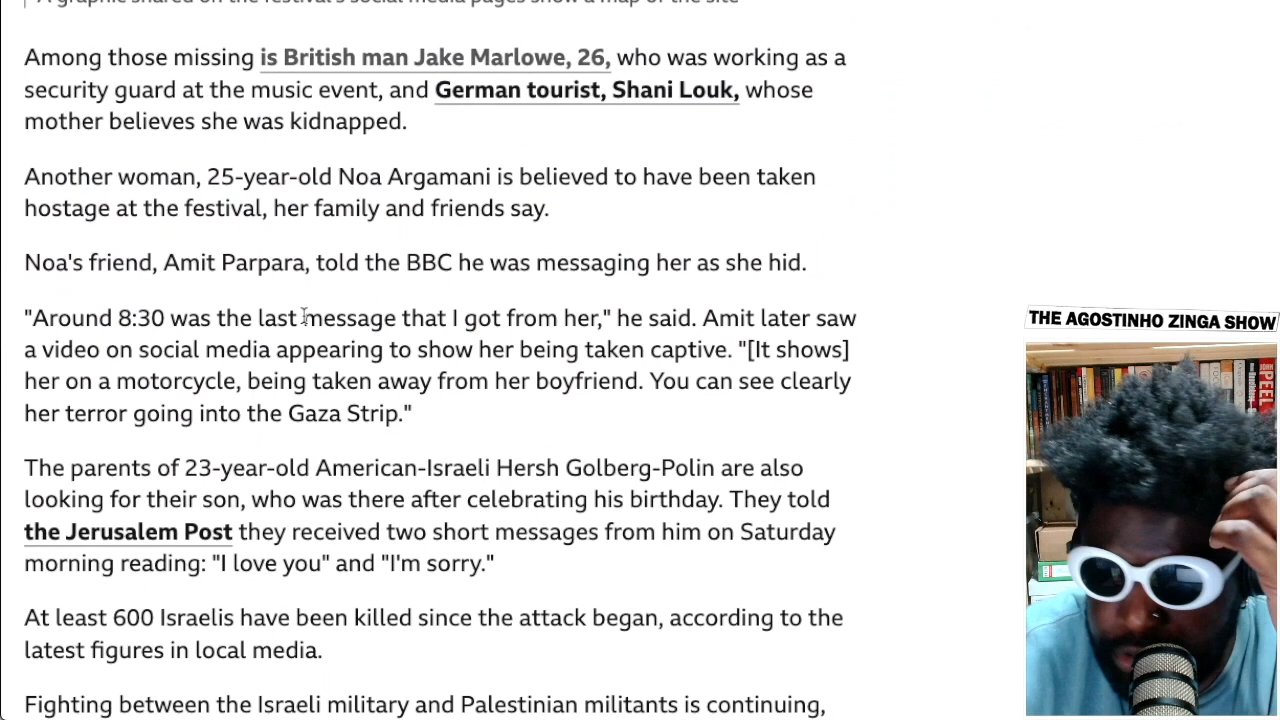 Among those missing is British man Jake Marlowe, 26, who was working as a
security guard at the music event, and German tourist, Shani Louk, whose
mother believes she was kidnapped.
Another woman, 25-year-old Noa Argamani is believed to have been taken
hostage at the festival, her family and friends say.
Noa's friend, Amit Parpara, told the BBC he was messaging her as she hid.
"Around 8:30 was the last message that I got from her," he said. Amit later saw
a video on social media appearing to show her being taken captive. "[It shows]
her on a motorcycle, being taken away from her boyfriend. You can see clearly
her terror going into the Gaza Strip."
The parents of 23-year-old American-Israeli Hersh Golberg-Polin are also
looking for their son, who was there after celebrating his birthday. They told
the Jerusalem Post they received two short messages from him on Saturday
morning reading: "I love you" and "I'm sorry."
At least 600 Israelis have been killed since the attack began, according to the
latest figures in local media.
Fighting between the Israeli military and Palestinian militants is continuing,
THE AGOSTINHO ZINGA SHOW
PEEL